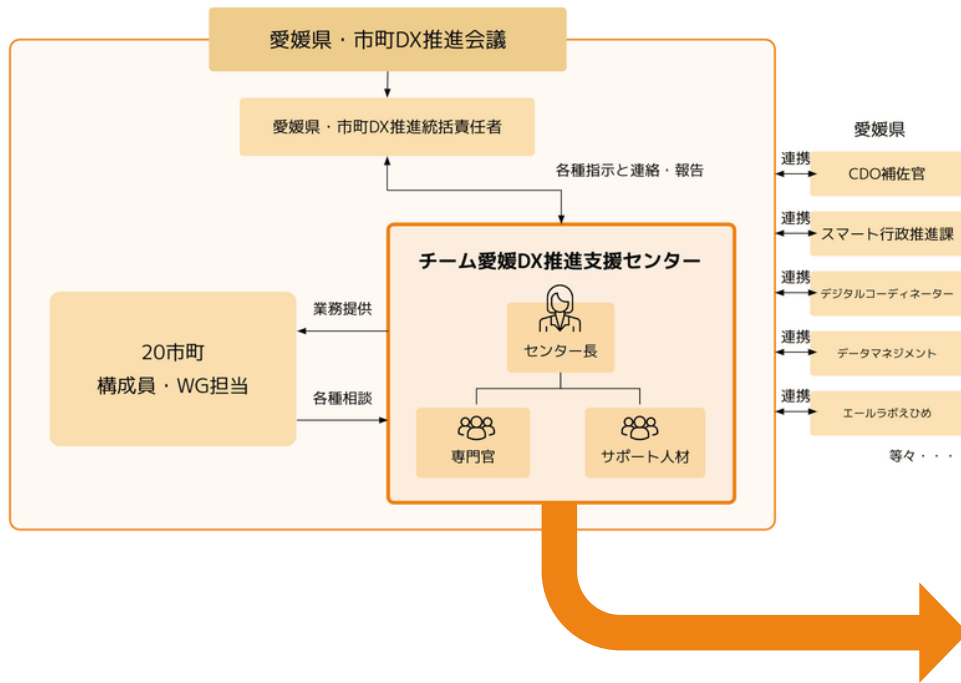 愛媛県・市町DX推進会議
愛媛県・市町DX推進統括責任者
各種指示と連絡・報告
チーム愛媛DX推進支援センター
センター長
専門官
サポート人材
業務提供
各種相談
20市町
構成員・WG担当
愛媛県
連携
CDO補佐官
連携
スマート行政推進課
連携
デジタルコーディネーター
連携
データマネジメント
連携
エールラボえひめ
等々・・・